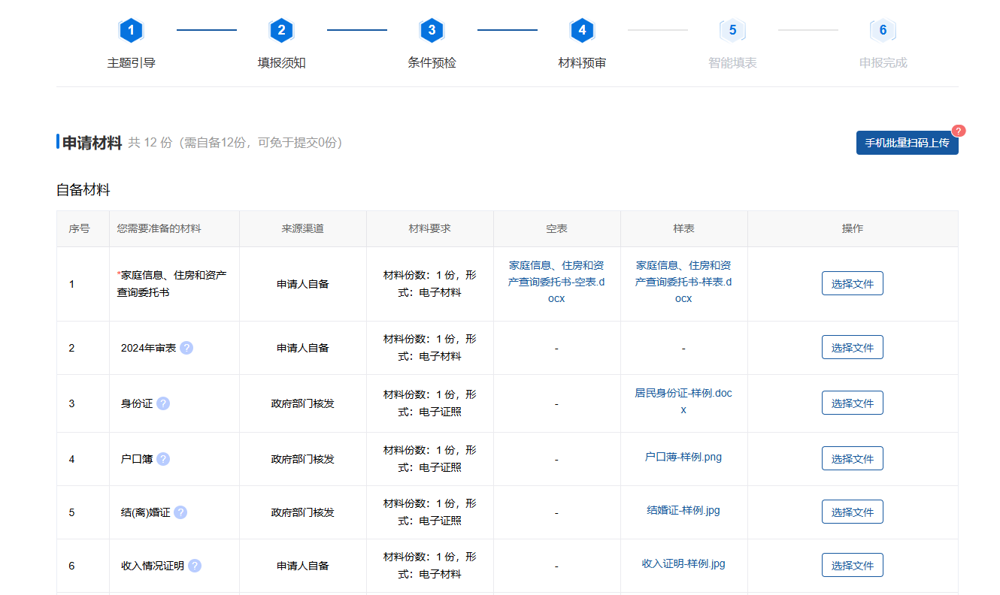 1
2
3
4
5
6
主题引导
填报须知
条件预检
材料预审
智能填表
申报完成
申请材料 共 12 份（需自备12份，可免于提交0份）
?
手机批量扫码上传
自备材料
序号
您需要准备的材料
来源渠道
材料要求
空表
样表
操作
1
*家庭信息、住房和资产
查询委托书
申请人自备
材料份数：1 份，形
式：电子材料
家庭信息、住房和资
产查询委托书-空表.d
ocx
家庭信息、住房和资
产查询委托书-样表.d
ocx
选择文件
2
2024年审表 ?
申请人自备
材料份数：1 份，形
式：电子材料
-
-
选择文件
3
身份证 ?
政府部门核发
材料份数：1 份，形
式：电子证照
-
居民身份证-样例.doc
x
选择文件
4
户口簿 ?
政府部门核发
材料份数：1 份，形
式：电子证照
-
户口薄-样例.png
选择文件
5
结(离)婚证 ?
政府部门核发
材料份数：1 份，形
式：电子证照
-
结婚证-样例.jpg
选择文件
6
收入情况证明 ?
申请人自备
材料份数：1 份，形
式：电子材料
-
收入证明-样例.jpg
选择文件